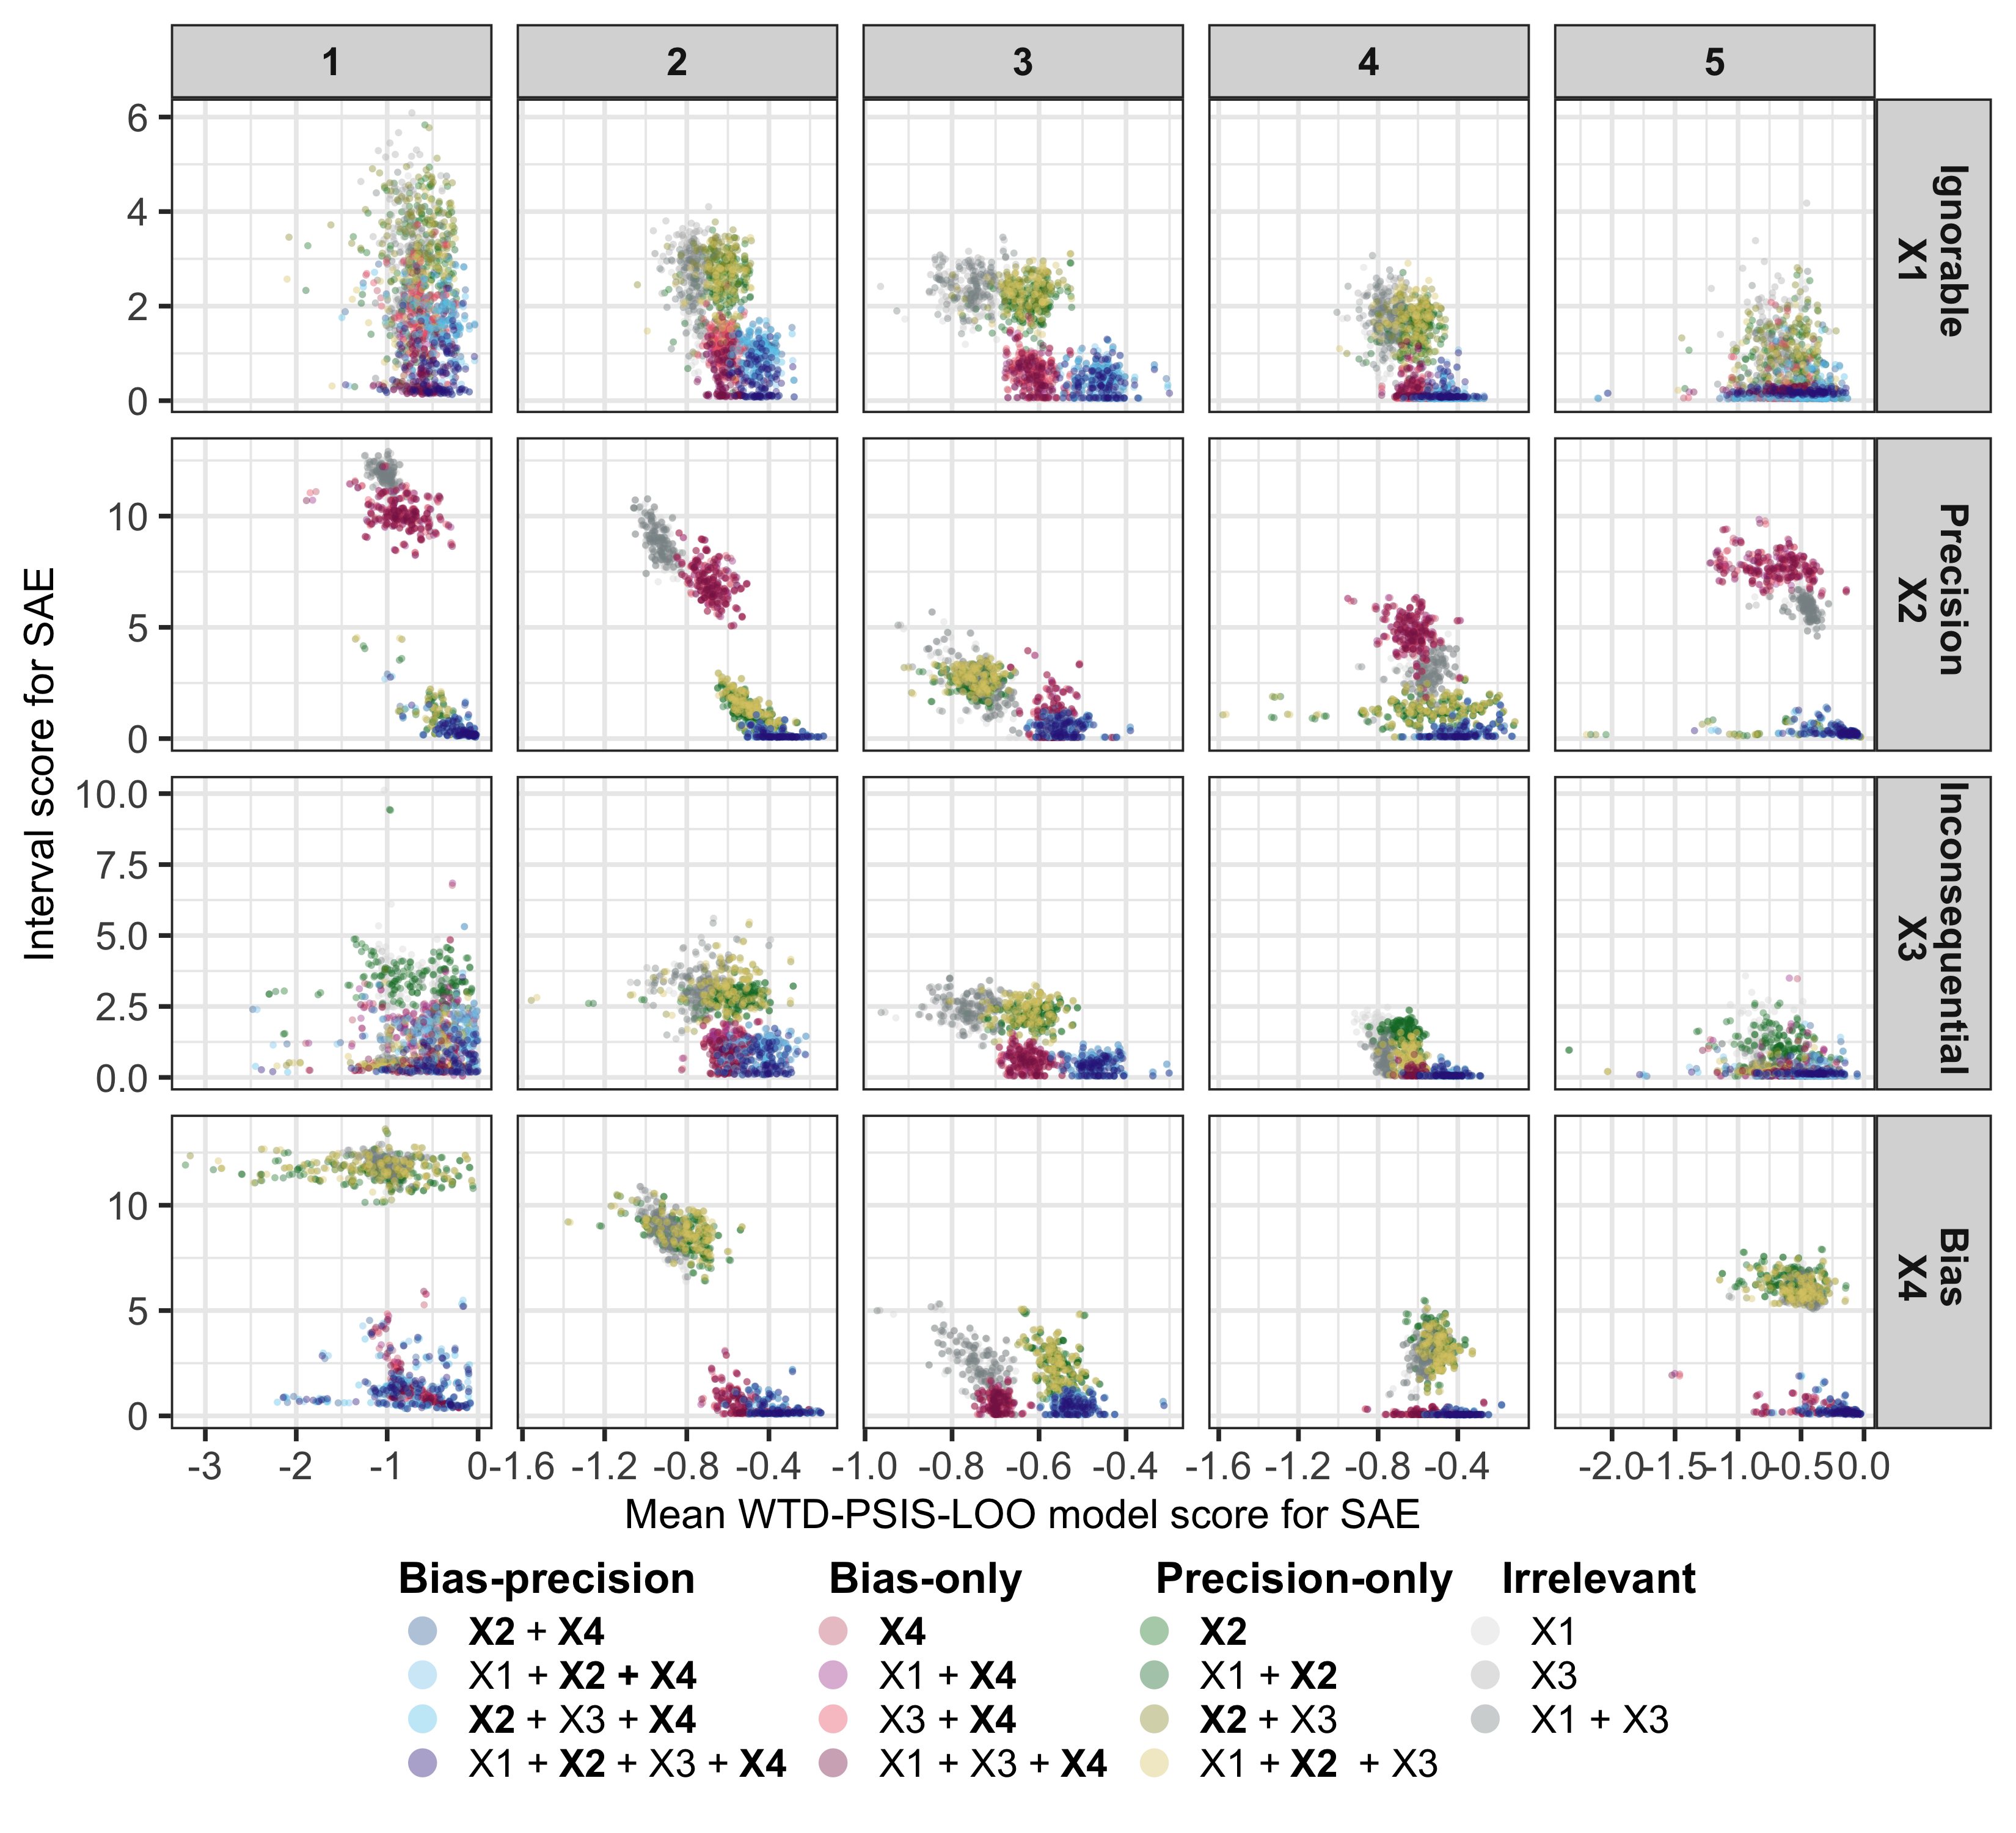 1 2 3 4 5
6
4
2
0
Ignorable
X1
10
5
0
Precision
X2
10.0
7.5
5.0
2.5
0.0
Inconsequential
X3
10
5
0
Bias
X4
Interval score for SAE
-3 -2 -1 0 -1.6 -1.2 -0.8 -0.4 -1.0 -0.8 -0.6 -0.4 -1.6 -1.2 -0.8 -0.4 -2.0 -1.5 -1.0 -0.5 0.0
Mean WTD-PSIS-LOO model score for SAE
Bias-precision Bias-only Precision-only Irrelevant
X2 + X4 X4 X2 X1
X1 + X2 + X4 X1 + X4 X1 + X2 X3
X2 + X3 + X4 X3 + X4 X2 + X3 X1 + X3
X1 + X2 + X3 + X4 X1 + X3 + X4 X1 + X2 + X3